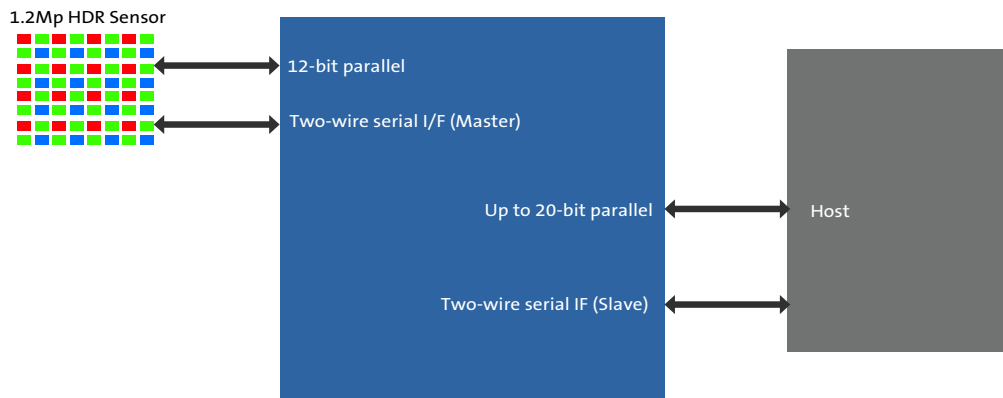 1.2Mp HDR Sensor
12-bit parallel
Two-wire serial I/F (Master)
Up to 20-bit parallel
Host
Two-wire serial IF (Slave)